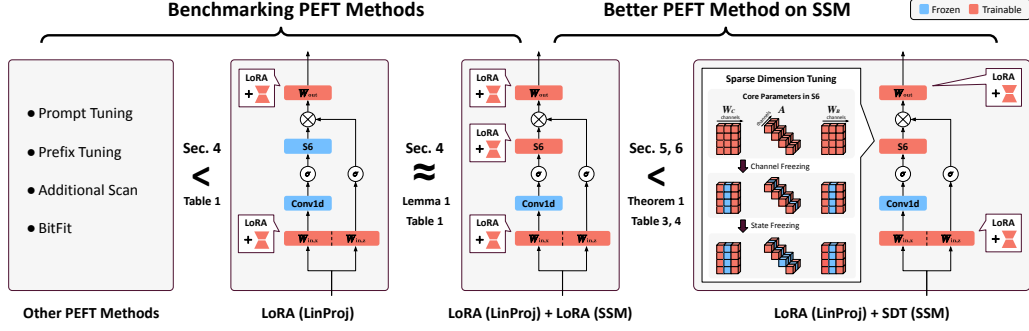 Benchmarking PEFT Methods
Better PEFT Method on SSM
Frozen
Trainable
● Prompt Tuning
● Prefix Tuning
● Additional Scan
● BitFit
Other PEFT Methods
Sec. 4
<
Table 1
LoRA
+
W_out
S6
σ
σ
Conv1d
LoRA
+
W_in,x
W_in,z
LoRA (LinProj)
Sec. 4
≈
Lemma 1
Table 1
LoRA
+
W_out
LoRA
+
S6
σ
σ
Conv1d
LoRA
+
W_in,x
W_in,z
LoRA (LinProj) + LoRA (SSM)
Sec. 5, 6
<
Theorem 1
Table 3, 4
Sparse Dimension Tuning
Core Parameters in S6
W_C
A
W_B
channels
channels
channels
Channel Freezing
State Freezing
W_out
LoRA
+
S6
σ
σ
Conv1d
W_in,x
W_in,z
LoRA
+
LoRA (LinProj) + SDT (SSM)